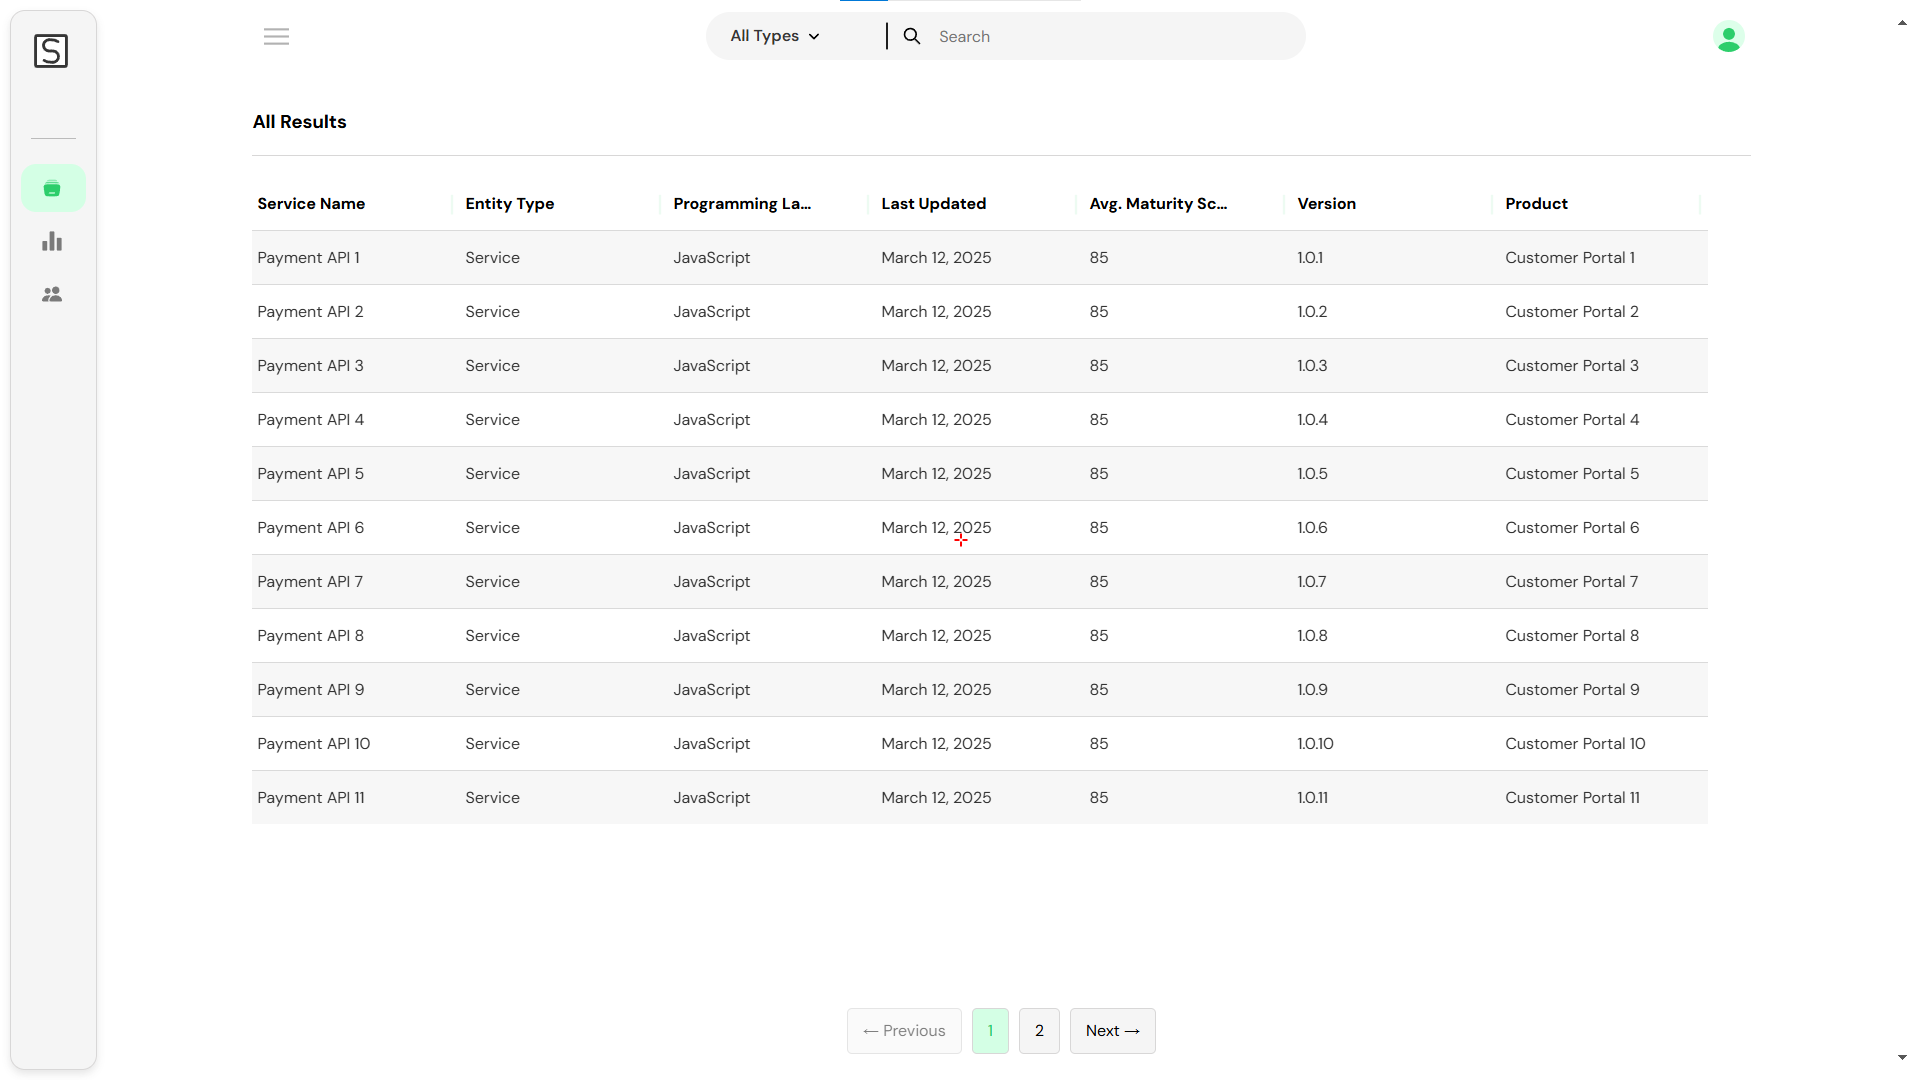 S
All Types
Search
All Results
Service Name Entity Type Programming La... Last Updated Avg. Maturity Sc... Version Product
Payment API 1 Service JavaScript March 12, 2025 85 1.0.1 Customer Portal 1
Payment API 2 Service JavaScript March 12, 2025 85 1.0.2 Customer Portal 2
Payment API 3 Service JavaScript March 12, 2025 85 1.0.3 Customer Portal 3
Payment API 4 Service JavaScript March 12, 2025 85 1.0.4 Customer Portal 4
Payment API 5 Service JavaScript March 12, 2025 85 1.0.5 Customer Portal 5
Payment API 6 Service JavaScript March 12, 2025 85 1.0.6 Customer Portal 6
Payment API 7 Service JavaScript March 12, 2025 85 1.0.7 Customer Portal 7
Payment API 8 Service JavaScript March 12, 2025 85 1.0.8 Customer Portal 8
Payment API 9 Service JavaScript March 12, 2025 85 1.0.9 Customer Portal 9
Payment API 10 Service JavaScript March 12, 2025 85 1.0.10 Customer Portal 10
Payment API 11 Service JavaScript March 12, 2025 85 1.0.11 Customer Portal 11
← Previous 1 2 Next →